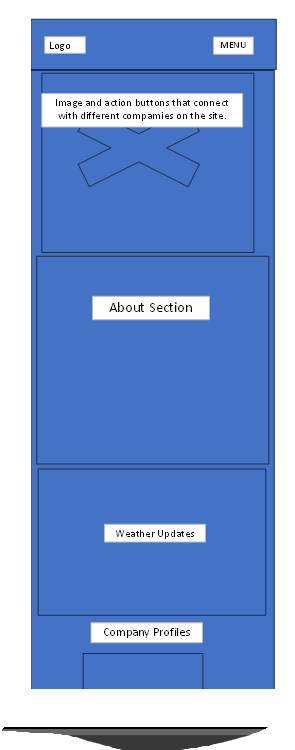 Logo
MENU
Image and action buttons that connect
with different compamies on the site.
About Section
Weather Updates
Company Profiles